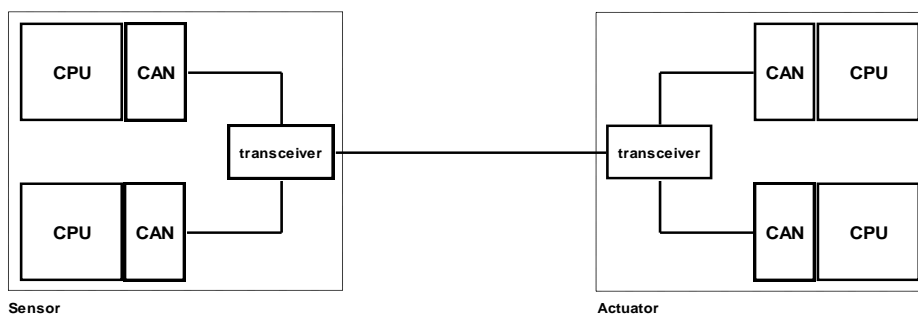 CPU CAN CAN CPU
transceiver transceiver
CPU CAN CAN CPU
Sensor Actuator